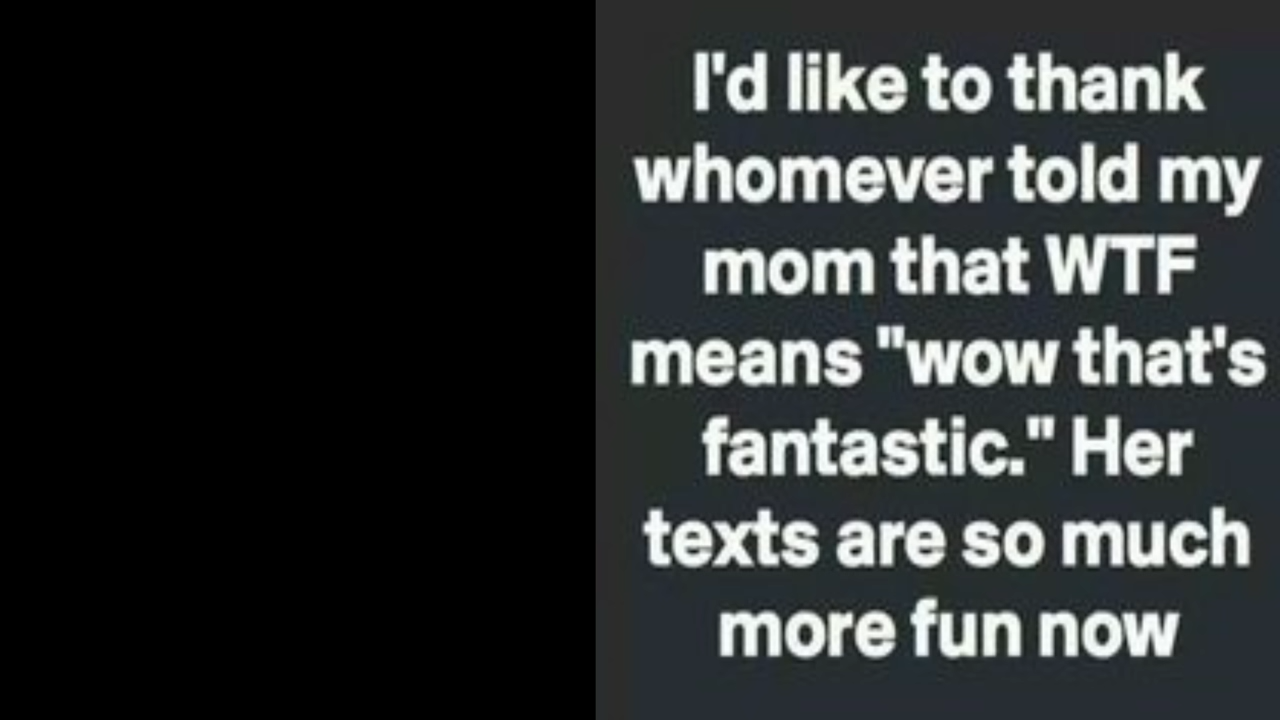 I'd like to thank
whomever told my
mom that WTF
means "wow that's
fantastic." Her
texts are so much
more fun now